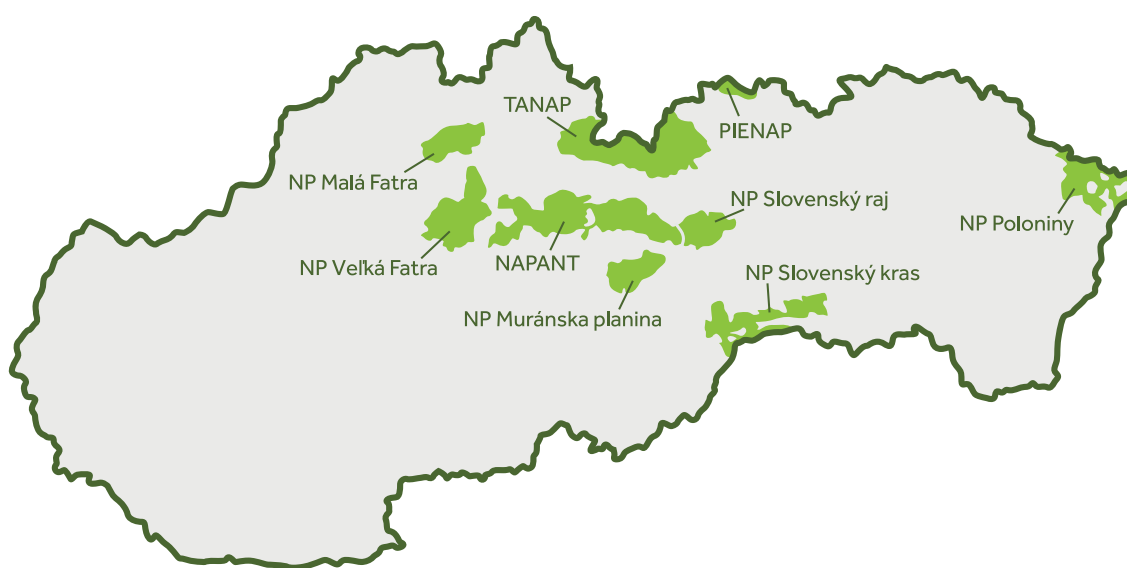 TANAP
PIENAP
NP Malá Fatra
NP Slovenský raj
NP Poloniny
NP Veľká Fatra
NAPANT
NP Slovenský kras
NP Muránska planina